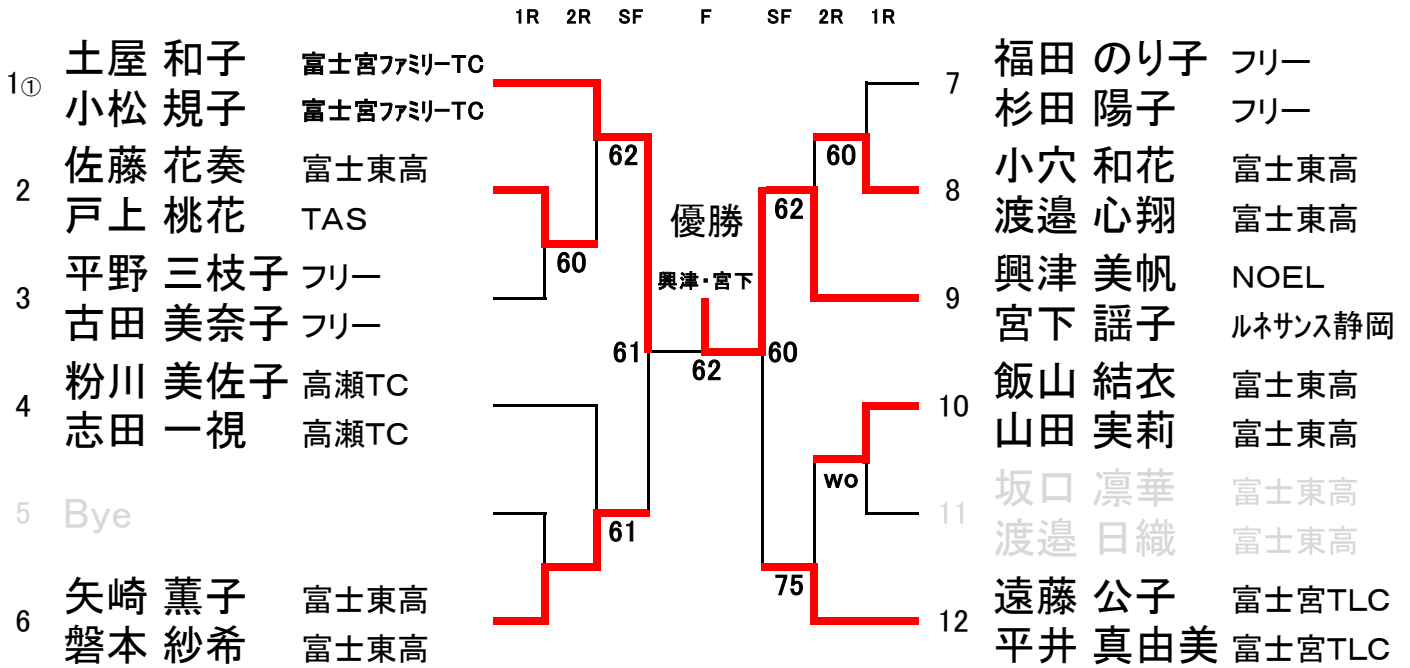 1R 2R SF F SF 2R 1R
1① 土屋 和子 富士宮ファミリーTC
小松 規子 富士宮ファミリーTC
2 佐藤 花奏 富士東高
戸上 桃花 TAS
3 平野 三枝子 フリー
古田 美奈子 フリー
4 粉川 美佐子 高瀬TC
志田 一視 高瀬TC
5 Bye
6 矢崎 薫子 富士東高
磐本 紗希 富士東高
62
60
61
61
優勝
興津・宮下
62
60
60
62
wo
75
7 福田 のり子 フリー
杉田 陽子 フリー
8 小穴 和花 富士東高
渡邉 心翔 富士東高
9 興津 美帆 NOEL
宮下 謡子 ルネサンス静岡
10 飯山 結衣 富士東高
山田 実莉 富士東高
11 坂口 凛華 富士東高
渡邉 日織 富士東高
12 遠藤 公子 富士宮TLC
平井 真由美 富士宮TLC